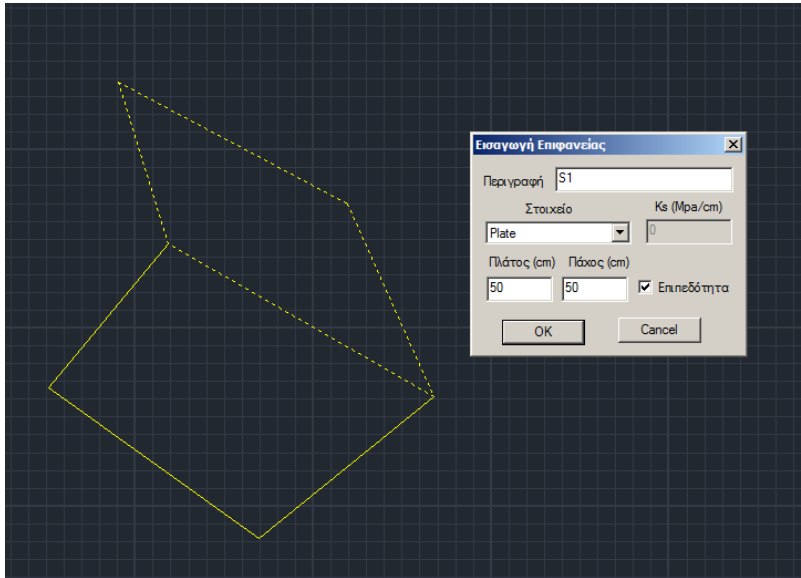 Εισαγωγή Επιφανείας
Περιγραφή S1
Στοιχείο Ks (Mpa/cm)
Plate 0
Πλάτος (cm) Πάχος (cm)
50 50 Επιπεδότητα
OK Cancel